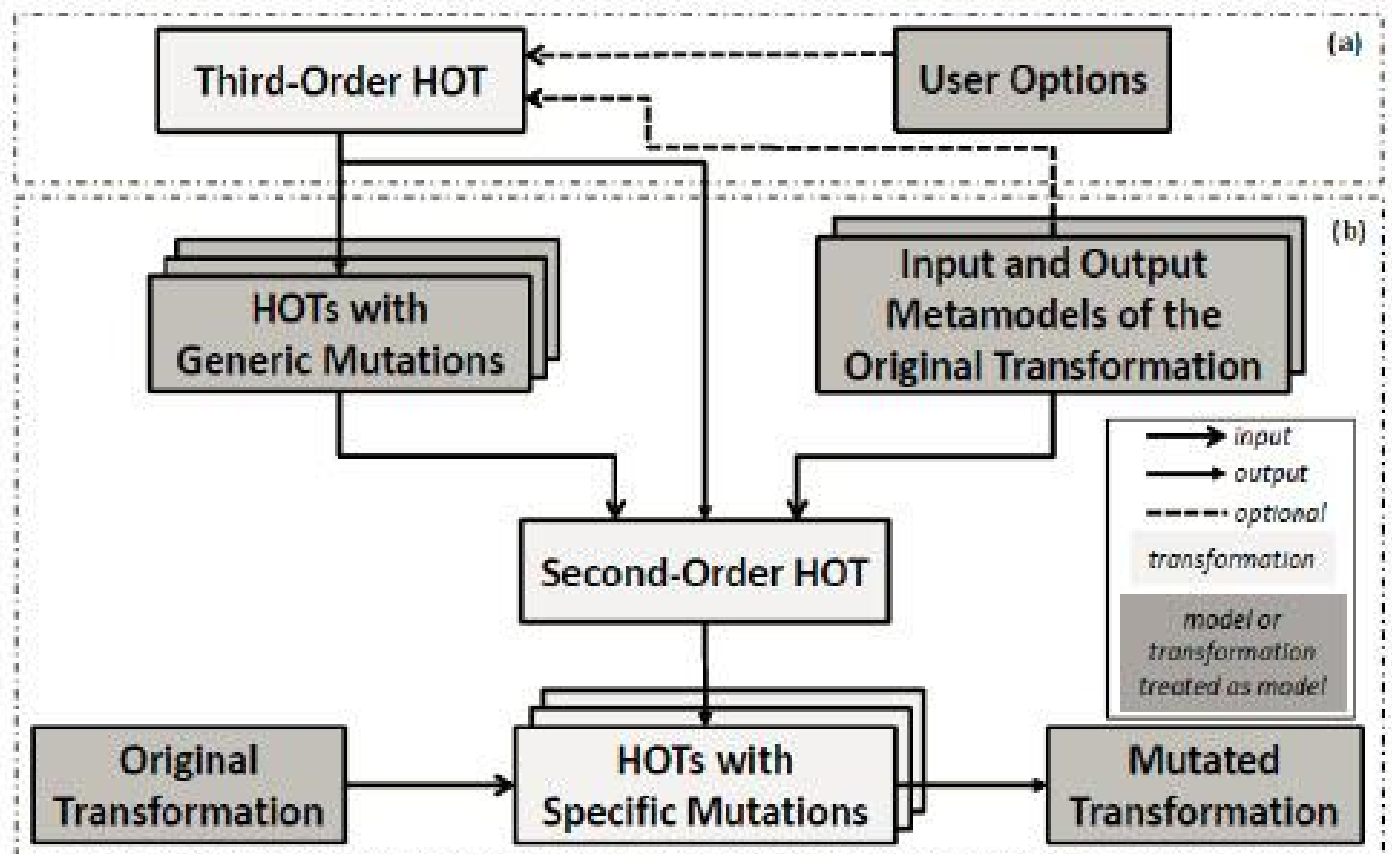 (a)
Third-Order HOT
User Options
(b)
HOTs with
Generic Mutations
Input and Output
Metamodels of the
Original Transformation
input
output
optional
transformation
model or
transformation
treated as model
Second-Order HOT
Original
Transformation
HOTs with
Specific Mutations
Mutated
Transformation